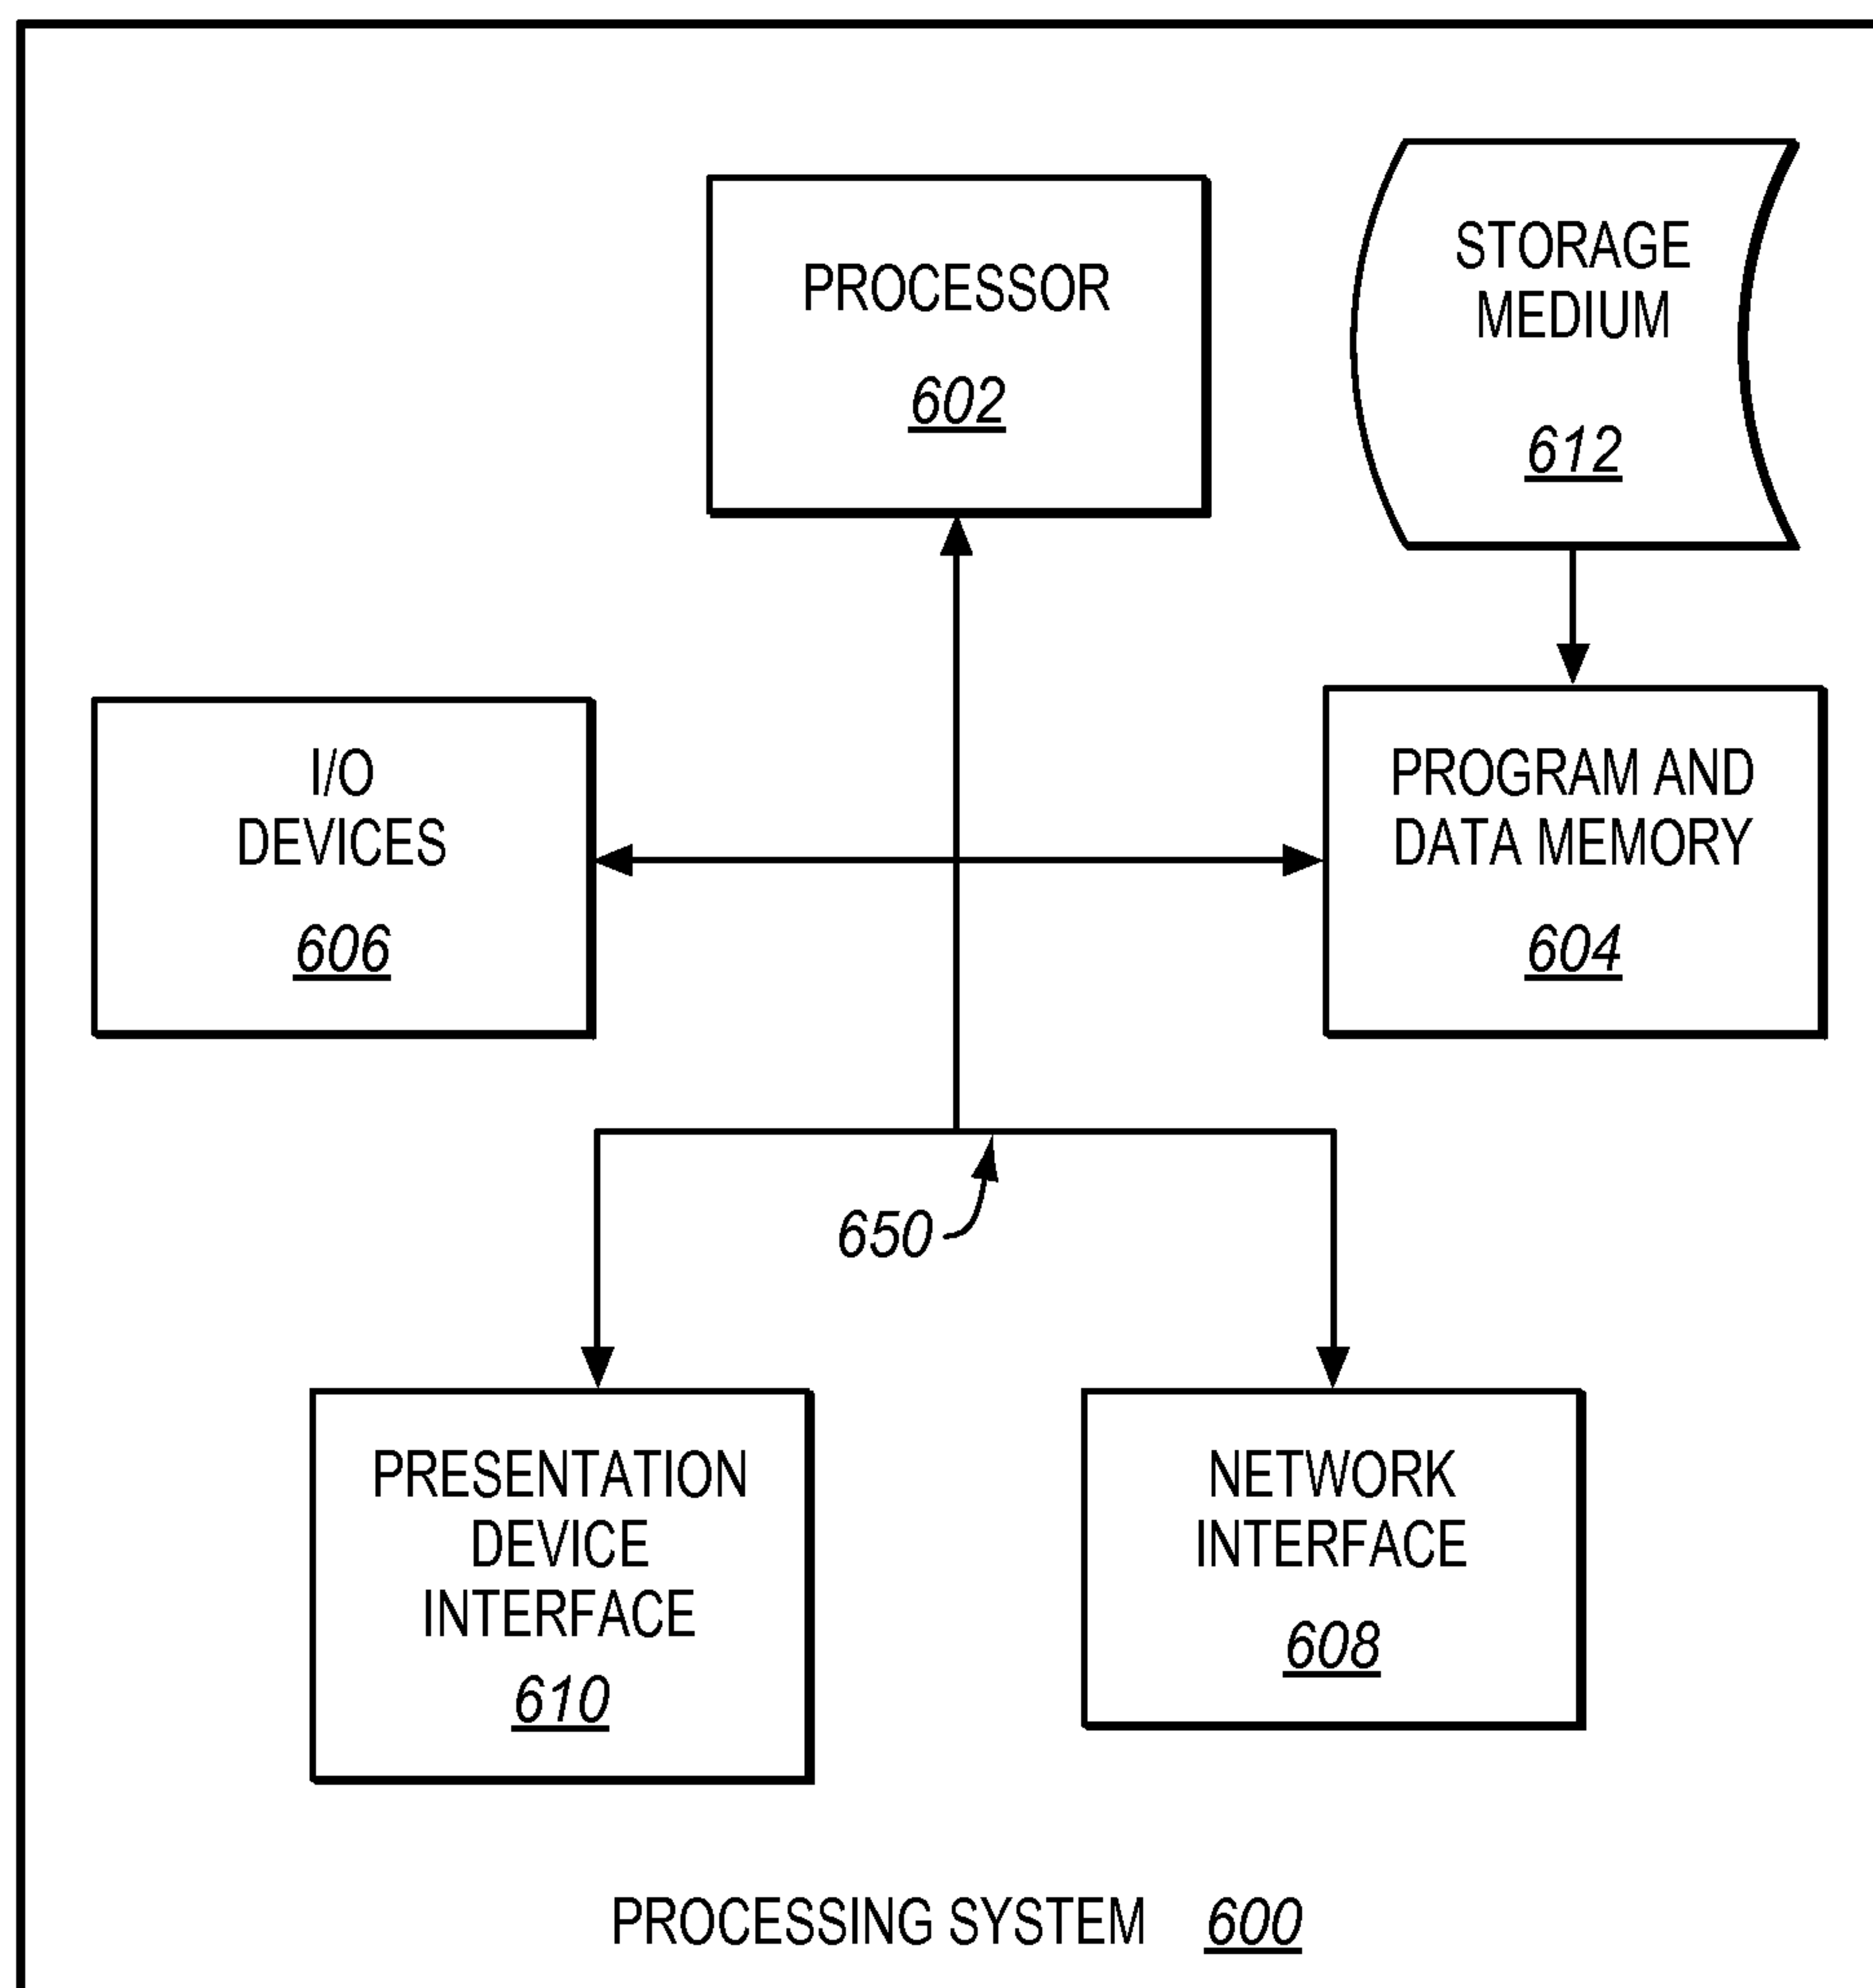 PROCESSOR
602
STORAGE
MEDIUM
612
I/O
DEVICES
606
PROGRAM AND
DATA MEMORY
604
650
PRESENTATION
DEVICE
INTERFACE
610
NETWORK
INTERFACE
608
PROCESSING SYSTEM 600